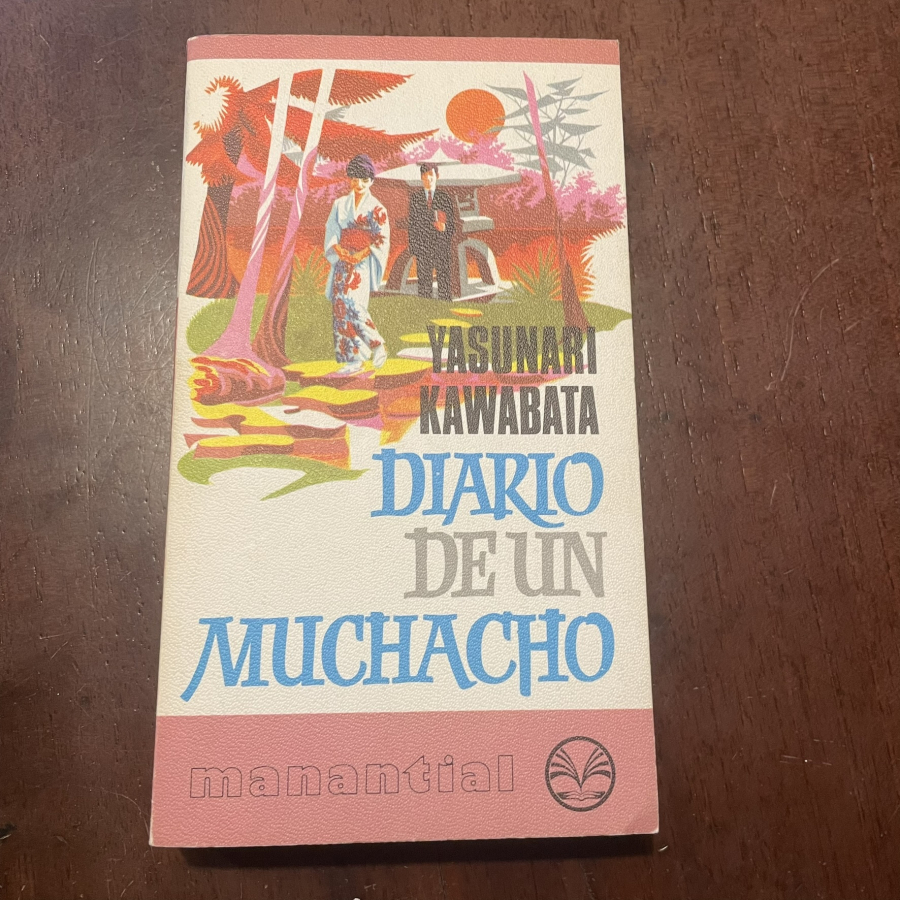 YASUNARI
KAWABATA
DIARIO
DE UN
MUCHACHO
manantial